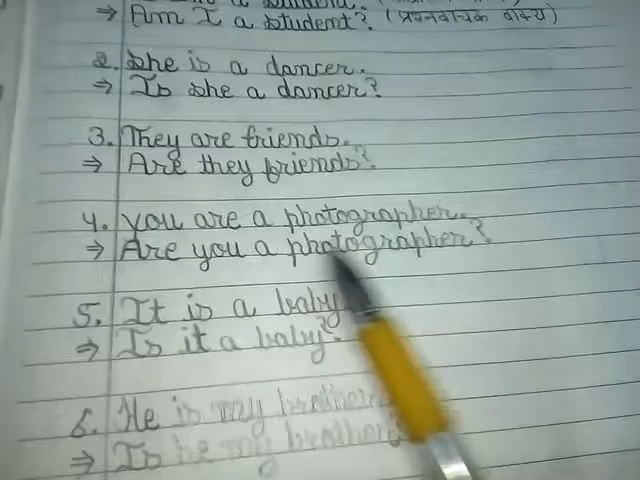 a student.
⇒ Am I a student? (प्रश्नवाचक वाक्य)
2. She is a dancer.
⇒ Is she a dancer?
3. They are friends.
⇒ Are they friends?
4. you are a photographer.
⇒ Are you a photographer?
5. It is a baby
⇒ Is it a baby?
6. He is my brother.
⇒ Is he my brother?